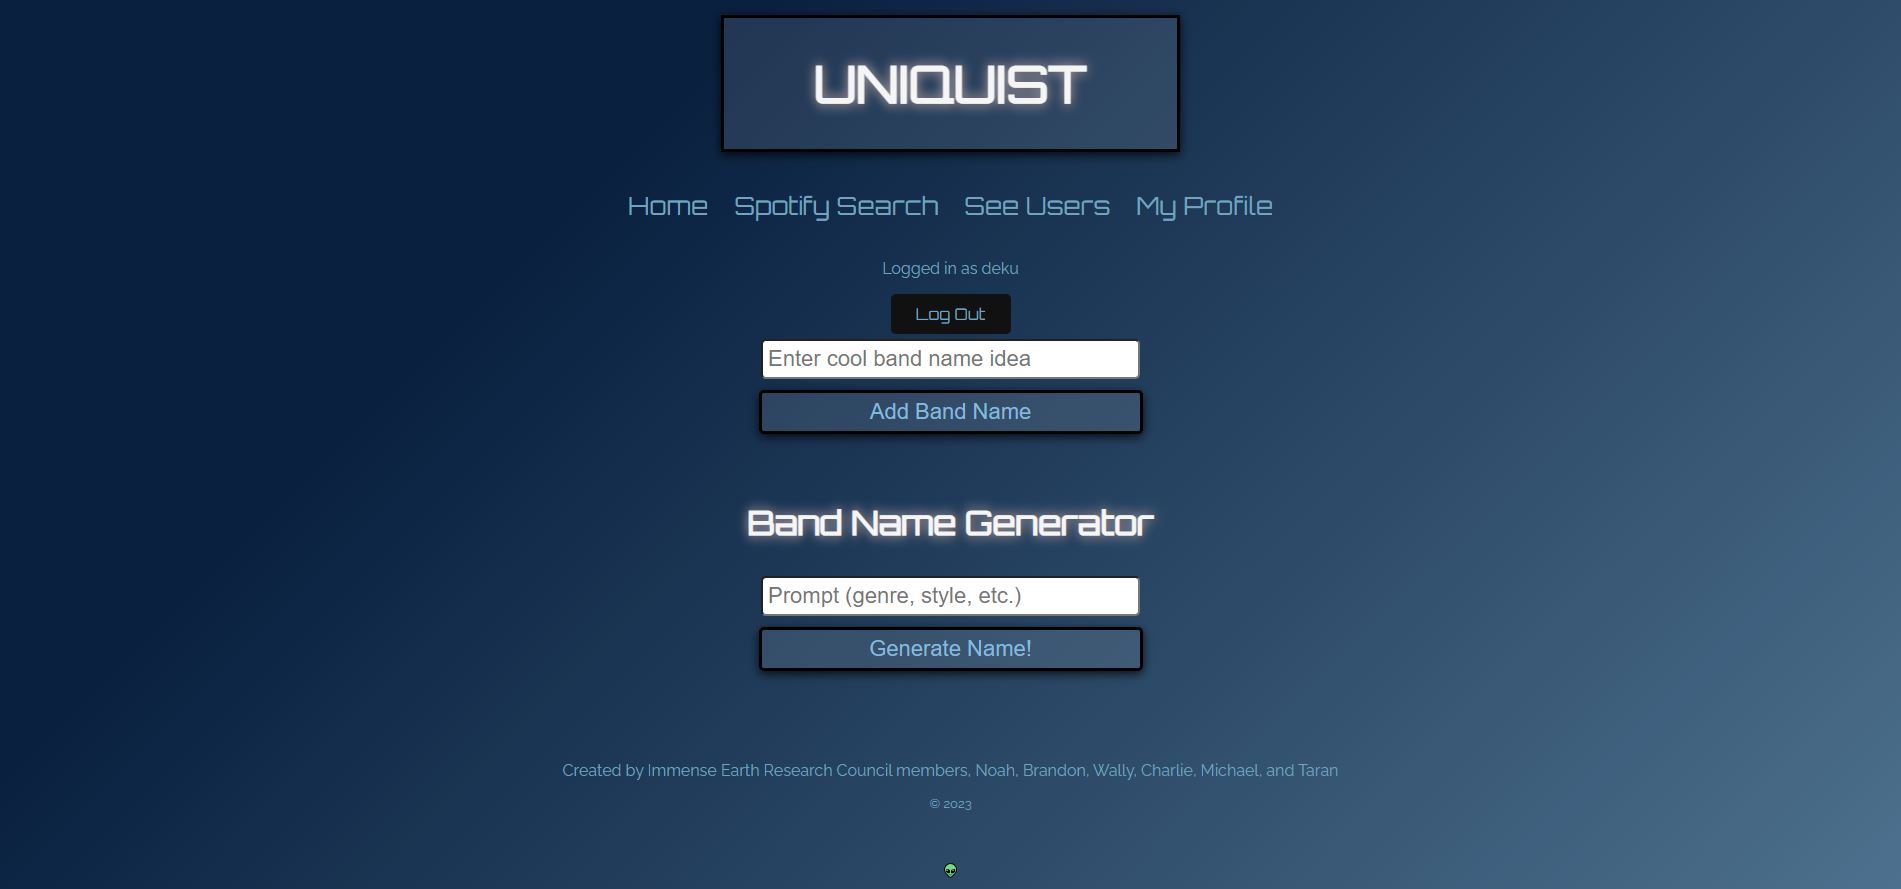 UNIQUIST
Home Spotify Search See Users My Profile
Logged in as deku
Log Out
Enter cool band name idea
Add Band Name
Band Name Generator
Prompt (genre, style, etc.)
Generate Name!
Created by Immense Earth Research Council members, Noah, Brandon, Wally, Charlie, Michael, and Taran
© 2023